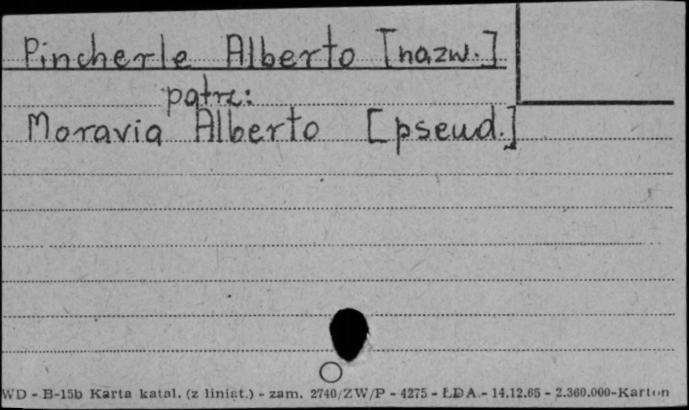 Pincherle Alberto [nazw.]
patrz:
Moravia Alberto [pseud.]
WD - B-15b Karta katal. (z liniat.) - zam. 2740/ZW/P - 4275 - ŁDA - 14.12.65 - 2.360.000-Karton